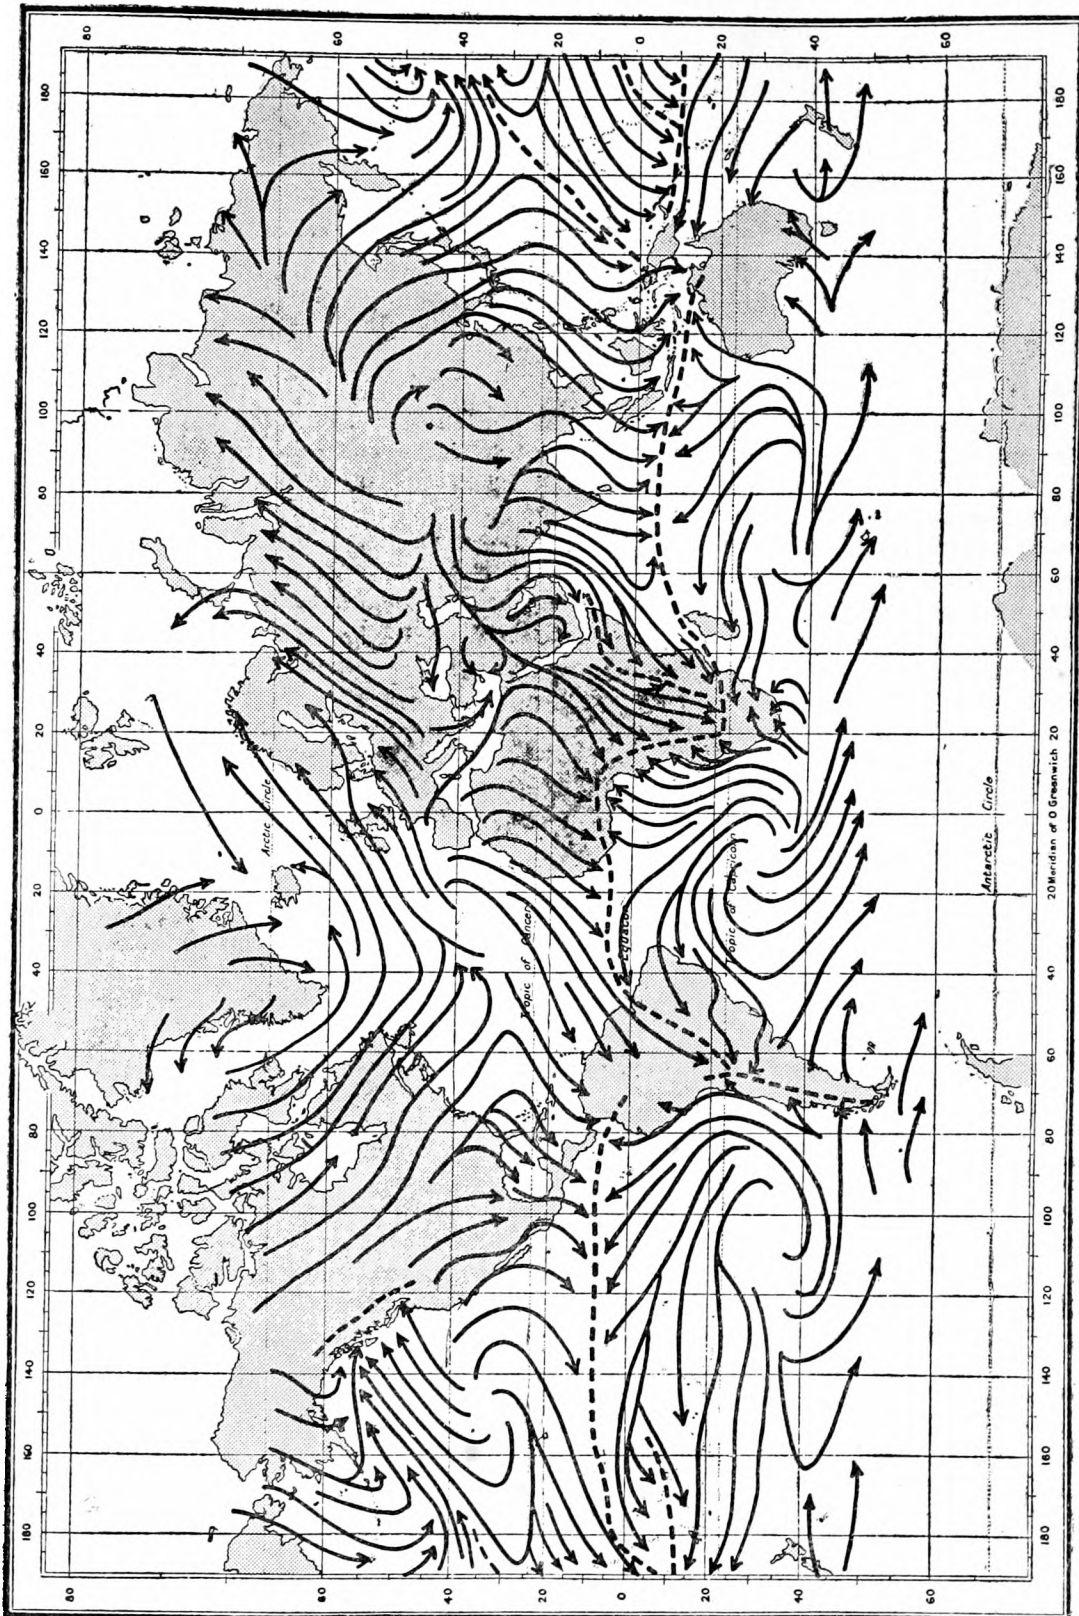 180 160 140 120 100 80 60 40 20 0 20 40 60 80 100 120 140 160 180
80 80
Arctic Circle
60 60
40 40
20 20
Tropic of Cancer
0 0
Equator
20 20
Tropic of Capricorn
40 40
60 60
Antarctic Circle
180 160 140 120 100 80 60 40 20 Meridian of 0 Greenwich 20 40 60 80 100 120 140 160 180